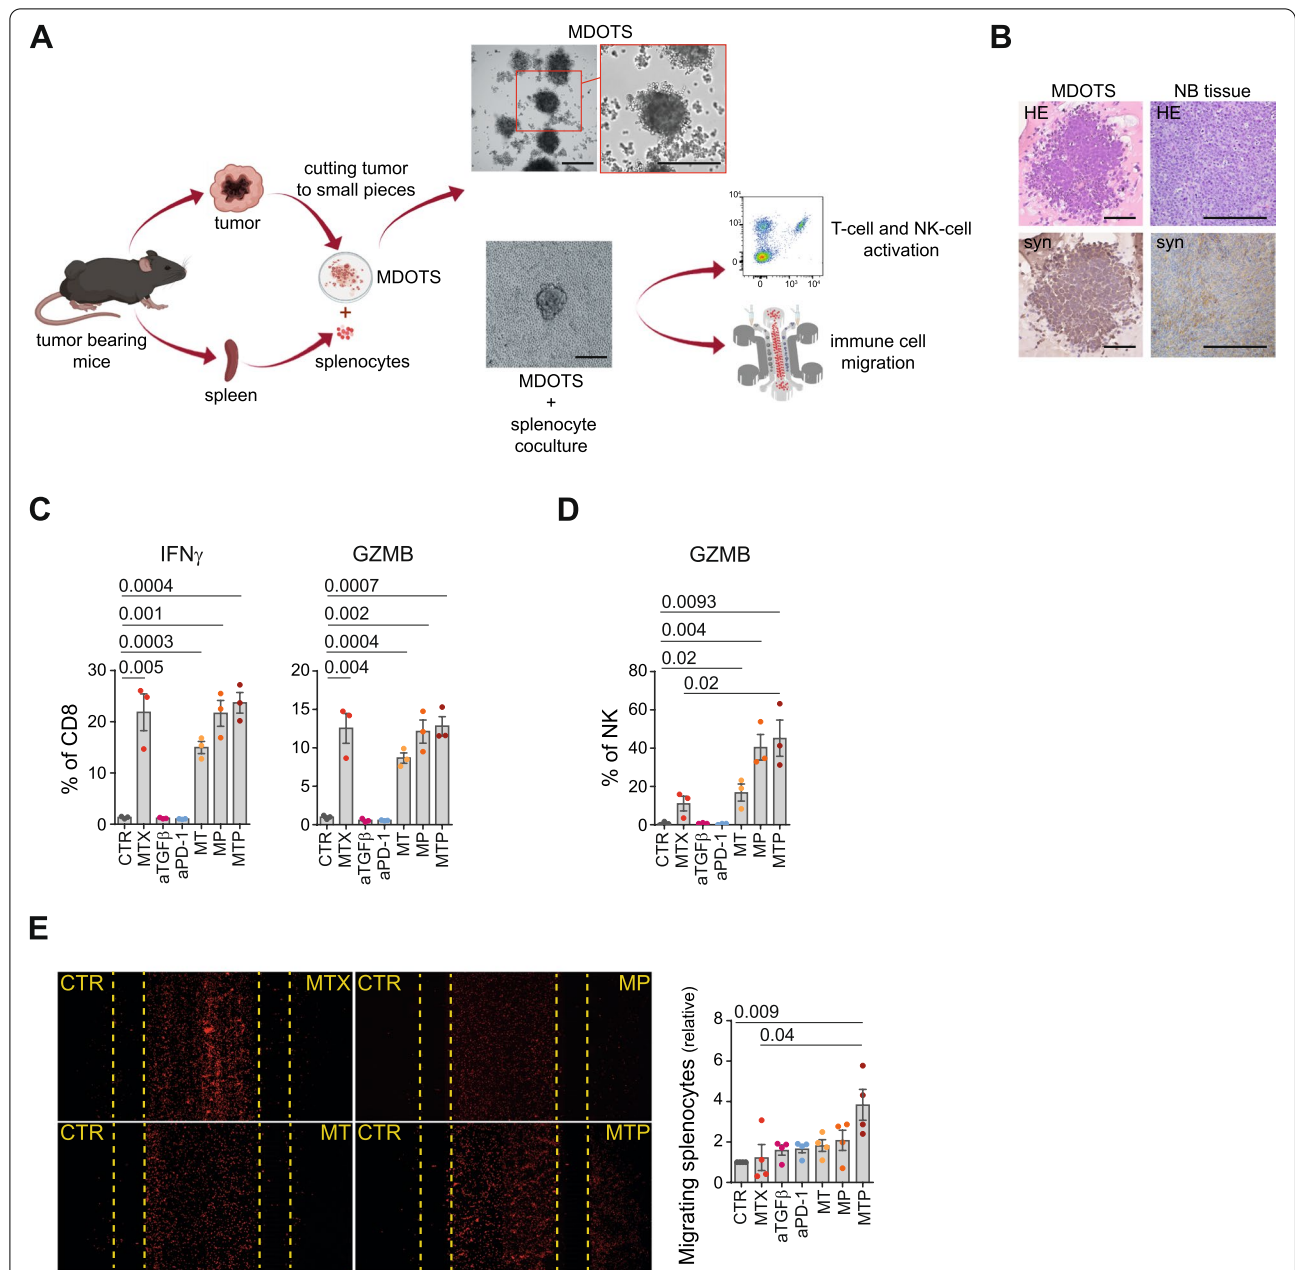 A
MDOTS
cutting tumor
to small pieces
tumor
MDOTS
+
splenocytes
tumor bearing
mice
spleen
MDOTS
+
splenocyte
coculture
10⁴
10³
0
0
10³
10⁴
T-cell and NK-cell
activation
immune cell
migration
B
MDOTS
NB tissue
HE
HE
syn
syn
C
IFNγ
0.0004
0.001
0.0003
0.005
% of CD8
30
20
10
0
CTR
MTX
aTGFβ
aPD-1
MT
MP
MTP
GZMB
0.0007
0.002
0.0004
0.004
20
15
10
5
0
CTR
MTX
aTGFβ
aPD-1
MT
MP
MTP
D
GZMB
0.0093
0.004
0.02
0.02
% of NK
80
60
40
20
0
CTR
MTX
aTGFβ
aPD-1
MT
MP
MTP
E
CTR
MTX
CTR
MP
CTR
MT
CTR
MTP
Migrating splenocytes (relative)
0.009
0.04
8
6
4
2
0
CTR
MTX
aTGFβ
aPD-1
MT
MP
MTP